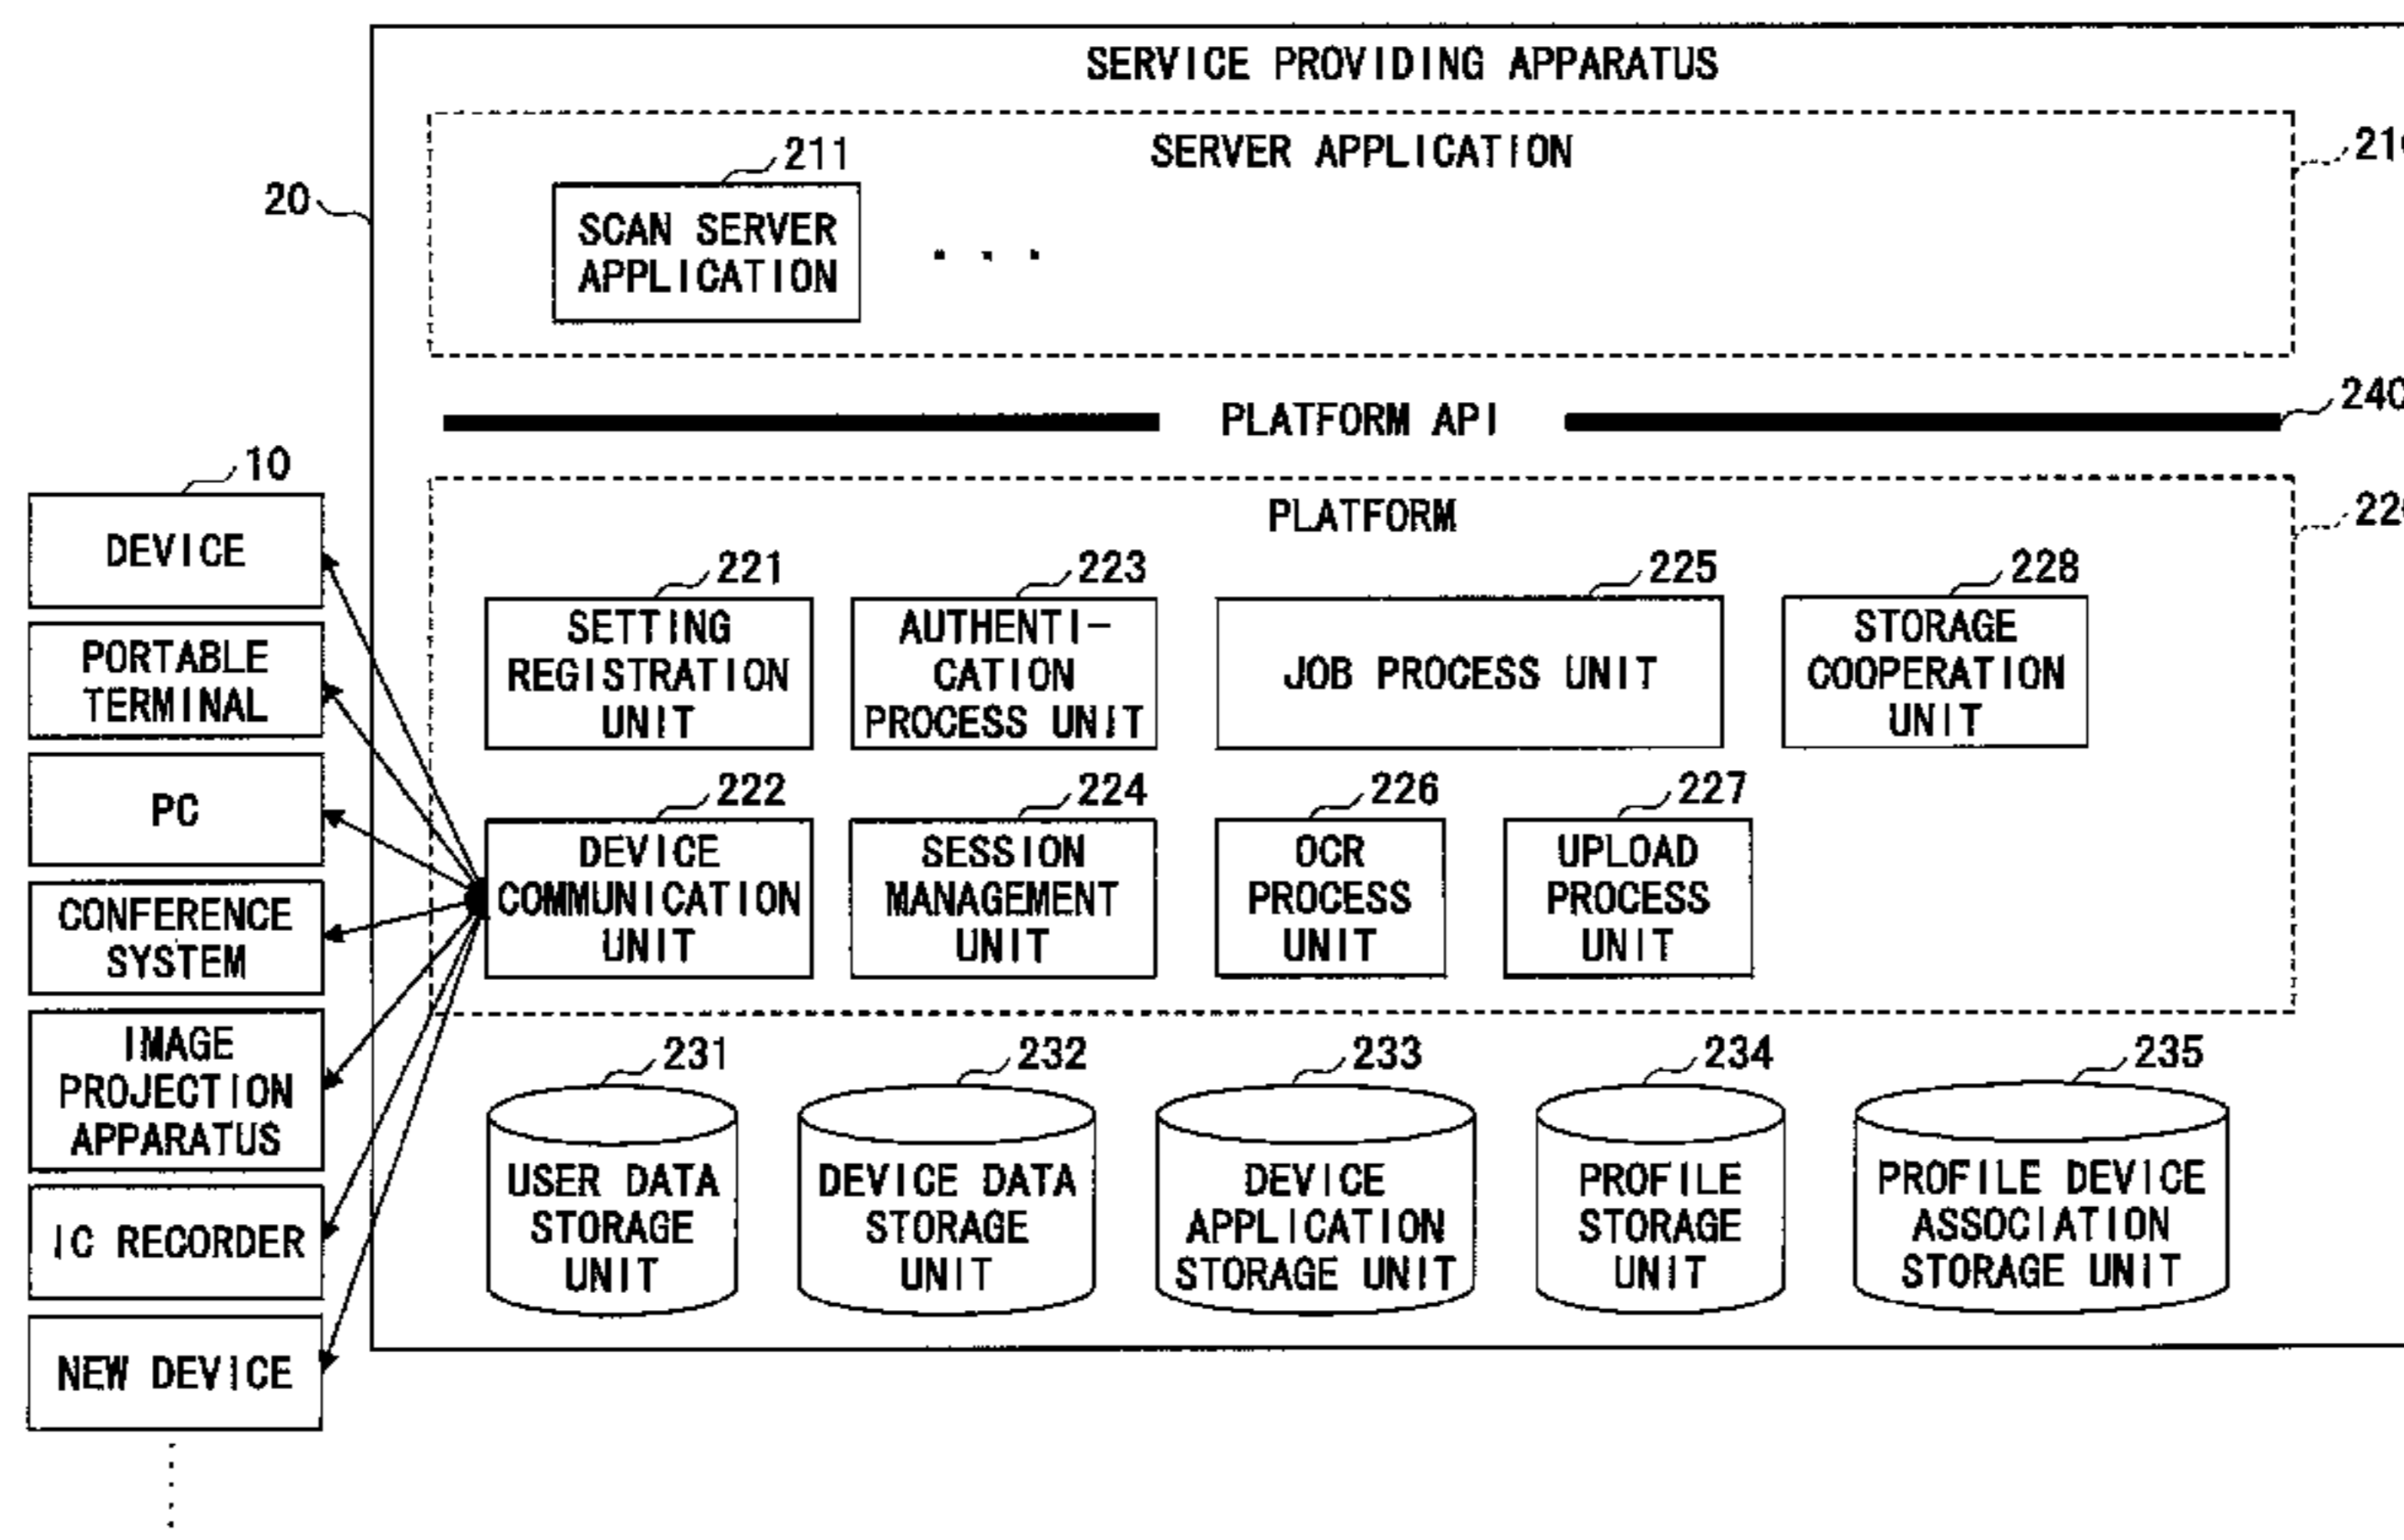 SERVICE PROVIDING APPARATUS
SERVER APPLICATION
211
20
SCAN SERVER
APPLICATION
. . .
PLATFORM API
240
10
DEVICE
PORTABLE
TERMINAL
PC
CONFERENCE
SYSTEM
IMAGE
PROJECTION
APPARATUS
IC RECORDER
NEW DEVICE
PLATFORM
221
SETTING
REGISTRATION
UNIT
223
AUTHENTI-
CATION
PROCESS UNIT
225
JOB PROCESS UNIT
228
STORAGE
COOPERATION
UNIT
222
DEVICE
COMMUNICATION
UNIT
224
SESSION
MANAGEMENT
UNIT
226
OCR
PROCESS
UNIT
227
UPLOAD
PROCESS
UNIT
231
USER DATA
STORAGE
UNIT
232
DEVICE DATA
STORAGE
UNIT
233
DEVICE
APPLICATION
STORAGE UNIT
234
PROFILE
STORAGE
UNIT
235
PROFILE DEVICE
ASSOCIATION
STORAGE UNIT